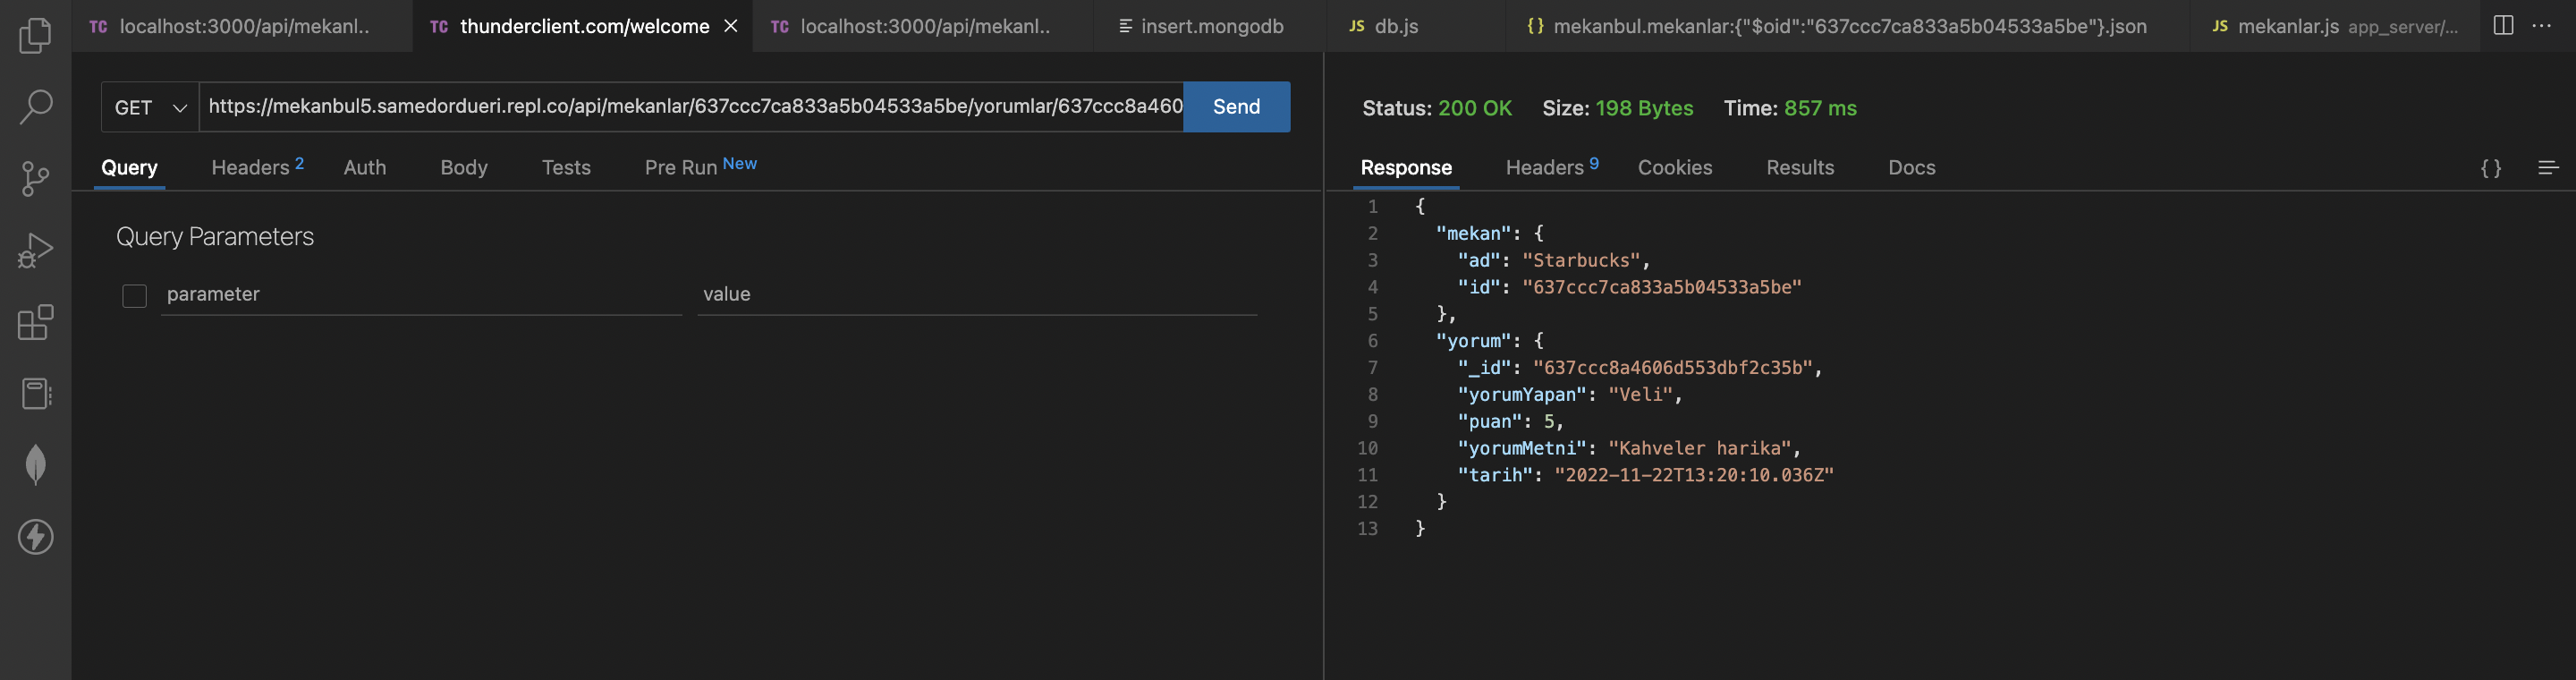 TC localhost:3000/api/mekanl.. TC thunderclient.com/welcome TC localhost:3000/api/mekanl.. insert.mongodb JS db.js {} mekanbul.mekanlar:{"$oid":"637ccc7ca833a5b04533a5be"}.json JS mekanlar.js app_server/... ...
GET https://mekanbul5.samedordueri.repl.co/api/mekanlar/637ccc7ca833a5b04533a5be/yorumlar/637ccc8a460 Send
Query Headers 2 Auth Body Tests Pre Run New
Query Parameters
parameter value
Status: 200 OK Size: 198 Bytes Time: 857 ms
Response Headers 9 Cookies Results Docs {}
1 {
2 "mekan": {
3 "ad": "Starbucks",
4 "id": "637ccc7ca833a5b04533a5be"
5 },
6 "yorum": {
7 "_id": "637ccc8a4606d553dbf2c35b",
8 "yorumYapan": "Veli",
9 "puan": 5,
10 "yorumMetni": "Kahveler harika",
11 "tarih": "2022-11-22T13:20:10.036Z"
12 }
13 }